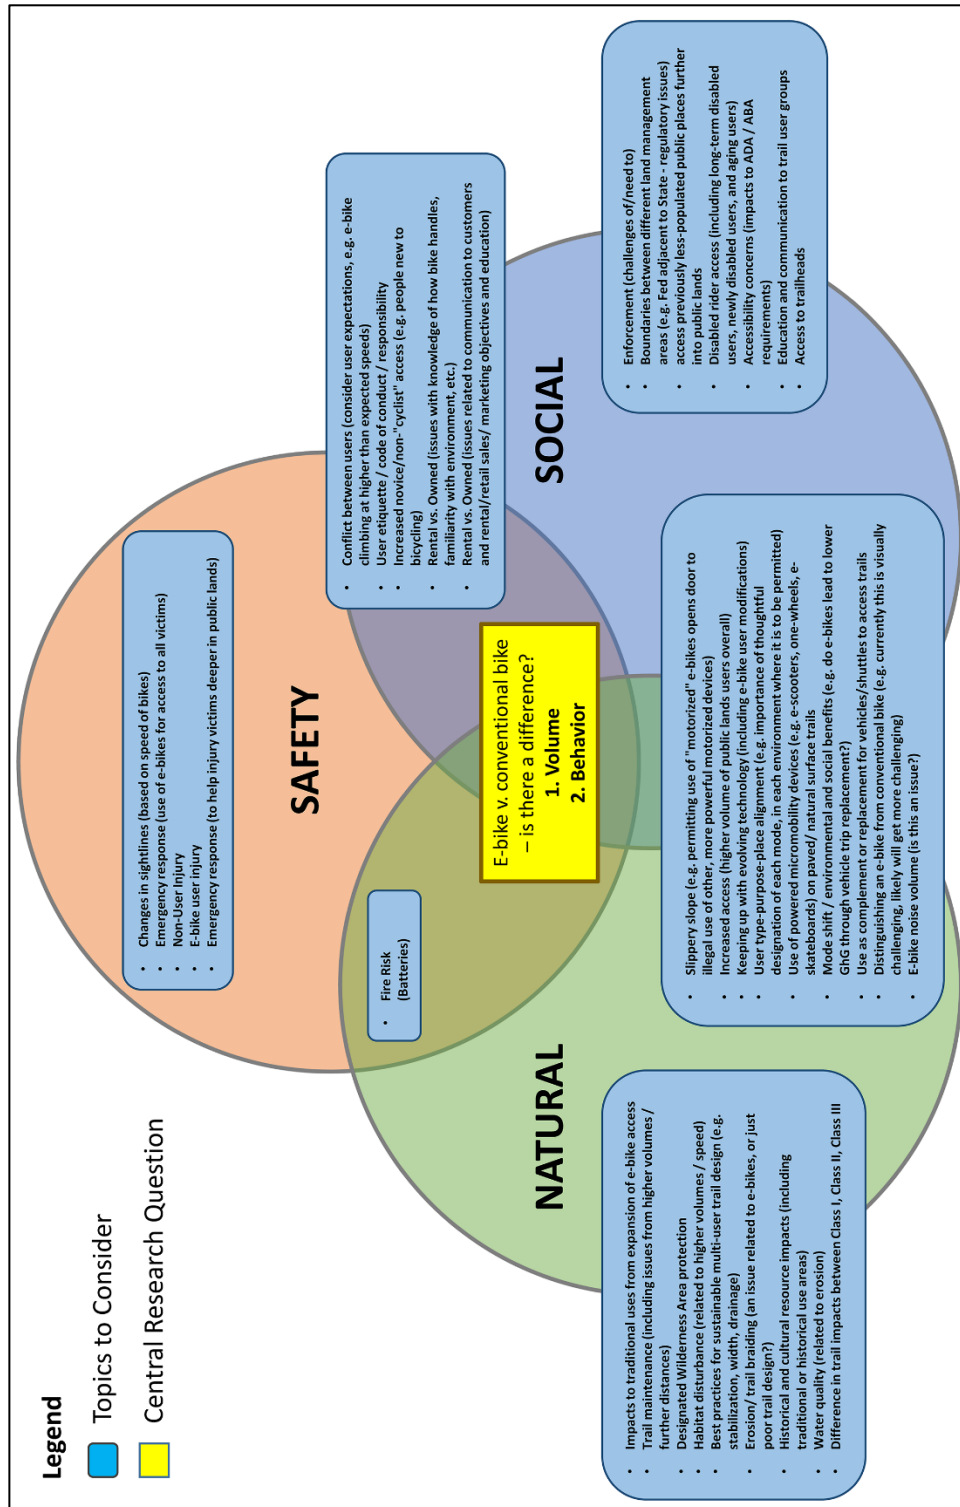 Legend
Topics to Consider
Central Research Question
SAFETY
• Changes in sightlines (based on speed of bikes)
• Emergency response (use of e-bikes for access to all victims)
• Non-User Injury
• E-bike user injury
• Emergency response (to help injury victims deeper in public lands)
• Fire Risk
(Batteries)
• Conflict between users (consider user expectations, e.g. e-bike
climbing at higher than expected speeds)
• User etiquette / code of conduct / responsibility
• Increased novice/non-"cyclist" access (e.g. people new to
bicycling)
• Rental vs. Owned (issues with knowledge of how bike handles,
familiarity with environment, etc.)
• Rental vs. Owned (issues related to communication to customers
and rental/retail sales/ marketing objectives and education)
E-bike v. conventional bike
– is there a difference?
1. Volume
2. Behavior
NATURAL
SOCIAL
• Impacts to traditional uses from expansion of e-bike access
• Trail maintenance (including issues from higher volumes /
further distances)
• Designated Wilderness Area protection
• Habitat disturbance (related to higher volumes / speed)
• Best practices for sustainable multi-user trail design (e.g.
stabilization, width, drainage)
• Erosion/ trail braiding (an issue related to e-bikes, or just
poor trail design?)
• Historical and cultural resource impacts (including
traditional or historical use areas)
• Water quality (related to erosion)
• Difference in trail impacts between Class I, Class II, Class III
• Slippery slope (e.g. permitting use of "motorized" e-bikes opens door to
illegal use of other, more powerful motorized devices)
• Increased access (higher volume of public lands users overall)
• Keeping up with evolving technology (including e-bike user modifications)
• User type-purpose-place alignment (e.g. importance of thoughtful
designation of each mode, in each environment where it is to be permitted)
• Use of powered micromobility devices (e.g. e-scooters, one-wheels, e-
skateboards) on paved/ natural surface trails
• Mode shift / environmental and social benefits (e.g. do e-bikes lead to lower
GhG through vehicle trip replacement?)
• Use as complement or replacement for vehicles/shuttles to access trails
• Distinguishing an e-bike from conventional bike (e.g. currently this is visually
challenging, likely will get more challenging)
• E-bike noise volume (is this an issue?)
• Enforcement (challenges of/need to)
• Boundaries between different land management
areas (e.g. Fed adjacent to State - regulatory issues)
• access previously less-populated public places further
into public lands
• Disabled rider access (including long-term disabled
users, newly disabled users, and aging users)
• Accessibility concerns (impacts to ADA / ABA
requirements)
• Education and communication to trail user groups
• Access to trailheads